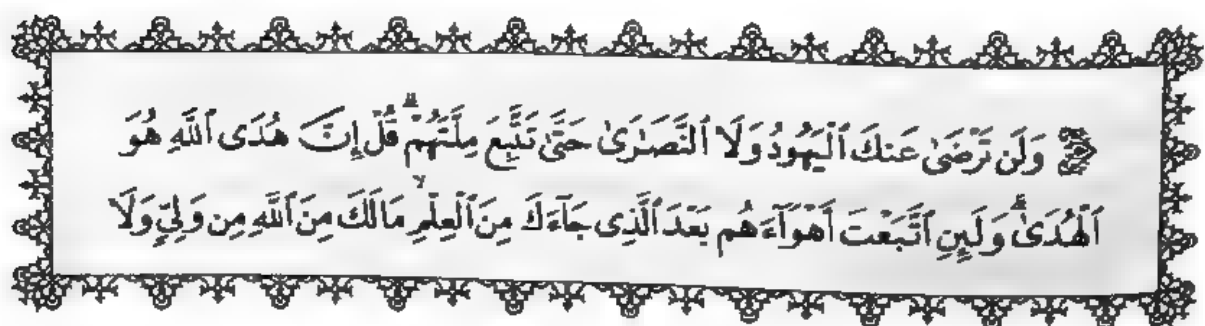 وَلَن تَرْضَىٰ عَنكَ ٱلْيَهُودُ وَلَا ٱلنَّصَٰرَىٰ حَتَّىٰ تَتَّبِعَ مِلَّتَهُمْ ۗ قُلْ إِنَّ هُدَى ٱللَّهِ هُوَ
ٱلْهُدَىٰ ۗ وَلَئِنِ ٱتَّبَعْتَ أَهْوَآءَهُم بَعْدَ ٱلَّذِى جَآءَكَ مِنَ ٱلْعِلْمِ ۙ مَا لَكَ مِنَ ٱللَّهِ مِن وَلِىٍّ وَلَا